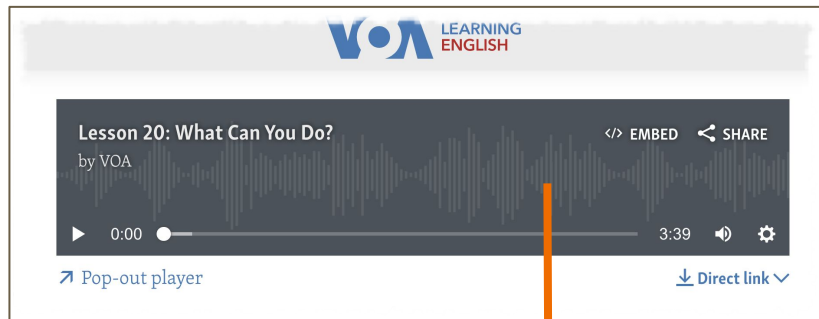 VOA LEARNING
ENGLISH
Lesson 20: What Can You Do?
</> EMBED SHARE
by VOA
0:00 3:39
Pop-out player
Direct link